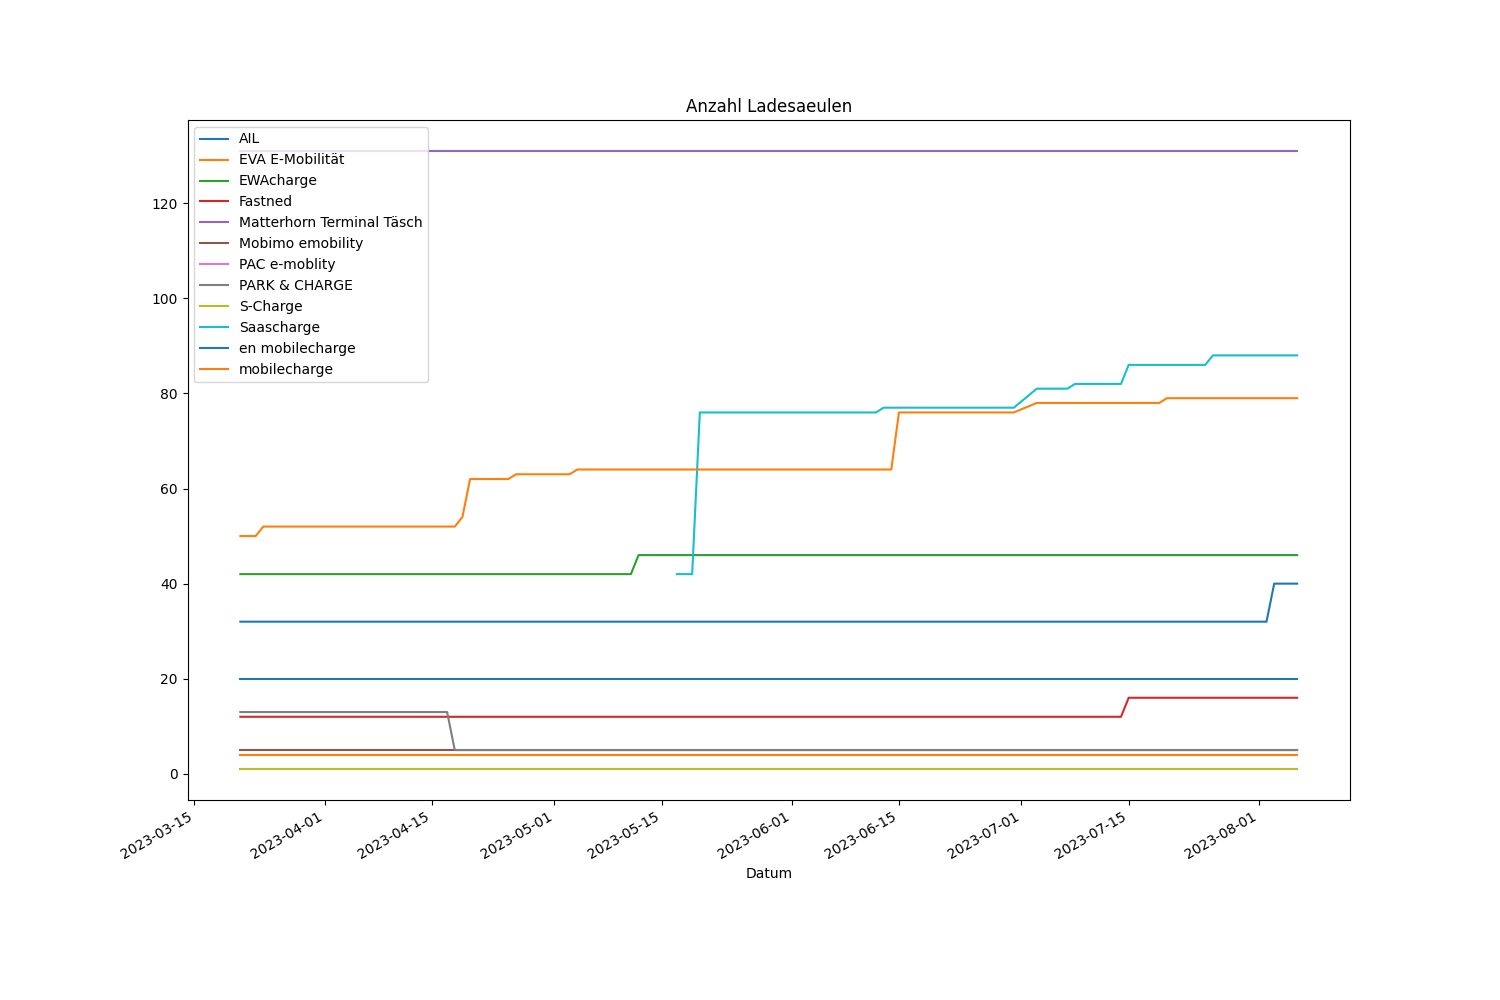 Anzahl Ladesaeulen
AIL
EVA E-Mobilität
EWAcharge
Fastned
Matterhorn Terminal Täsch
Mobimo emobility
PAC e-moblity
PARK & CHARGE
S-Charge
Saascharge
en mobilecharge
mobilecharge
120
100
80
60
40
20
0
2023-03-15
2023-04-01
2023-04-15
2023-05-01
2023-05-15
2023-06-01
2023-06-15
2023-07-01
2023-07-15
2023-08-01
Datum